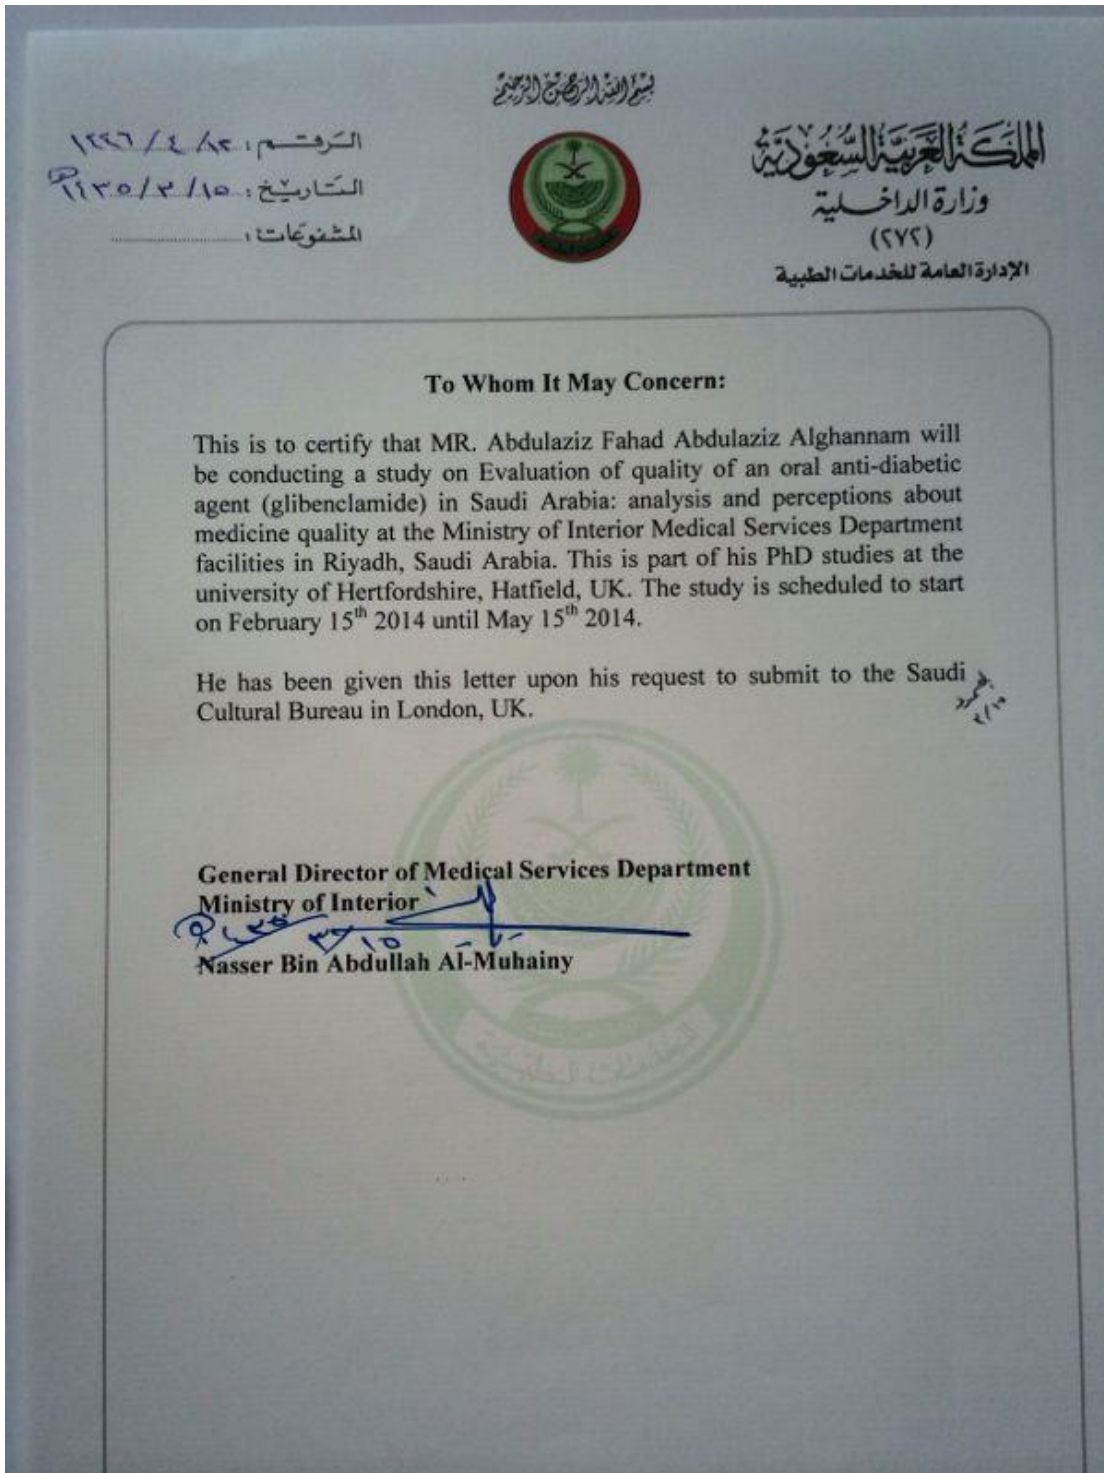 بسم الله الرحمن الرحيم
المملكة العربية السعودية
وزارة الداخلية
(٢٧٢)
الإدارة العامة للخدمات الطبية
الرقم :
التاريخ : ١٤٣٥/٣/١٥هـ
المشفوعات :
To Whom It May Concern:
This is to certify that MR. Abdulaziz Fahad Abdulaziz Alghannam will
be conducting a study on Evaluation of quality of an oral anti-diabetic
agent (glibenclamide) in Saudi Arabia: analysis and perceptions about
medicine quality at the Ministry of Interior Medical Services Department
facilities in Riyadh, Saudi Arabia. This is part of his PhD studies at the
university of Hertfordshire, Hatfield, UK. The study is scheduled to start
on February 15th 2014 until May 15th 2014.
He has been given this letter upon his request to submit to the Saudi
Cultural Bureau in London, UK.
General Director of Medical Services Department
Ministry of Interior
Nasser Bin Abdullah Al-Muhainy
الخدمات الطبية